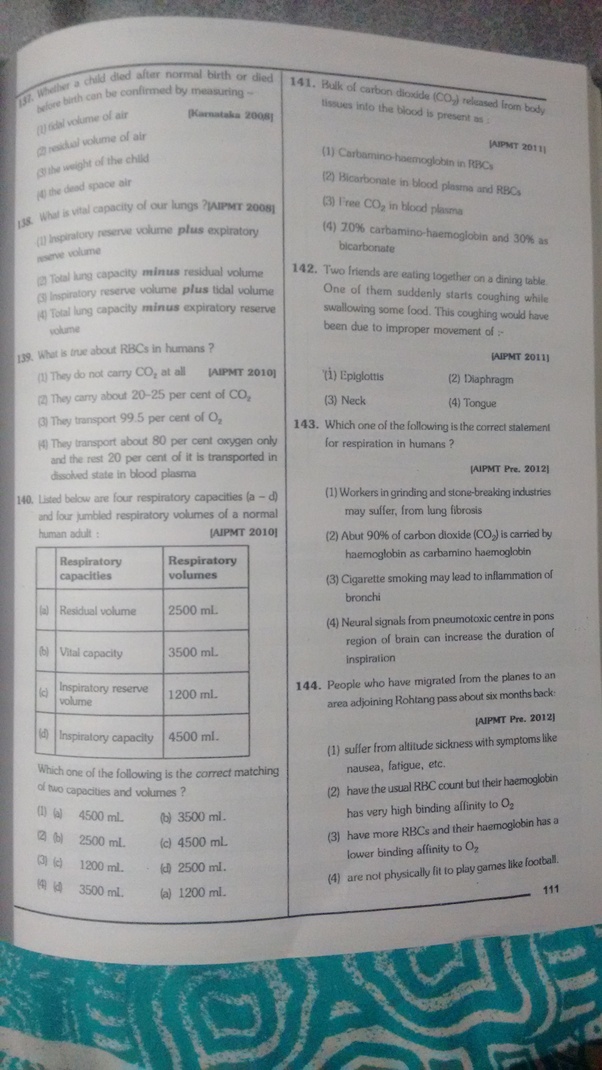 137. Whether a child died after normal birth or died
before birth can be confirmed by measuring –
[Karnataka 2008]
(1) tidal volume of air
(2) residual volume of air
(3) the weight of the child
(4) the dead space air
138. What is vital capacity of our lungs ?[AIPMT 2008]
(1) Inspiratory reserve volume plus expiratory
reserve volume
(2) Total lung capacity minus residual volume
(3) Inspiratory reserve volume plus tidal volume
(4) Total lung capacity minus expiratory reserve
volume
139. What is true about RBCs in humans ?
(1) They do not carry CO₂ at all [AIPMT 2010]
(2) They carry about 20-25 per cent of CO₂
(3) They transport 99.5 per cent of O₂
(4) They transport about 80 per cent oxygen only
and the rest 20 per cent of it is transported in
dissolved state in blood plasma
140. Listed below are four respiratory capacities (a – d)
and four jumbled respiratory volumes of a normal
human adult : [AIPMT 2010]
Respiratory capacities Respiratory volumes
(a) Residual volume 2500 mL.
(b) Vital capacity 3500 mL.
(c) Inspiratory reserve volume 1200 mL.
(d) Inspiratory capacity 4500 mL.
Which one of the following is the correct matching
of two capacities and volumes ?
(1) (a) 4500 mL. (b) 3500 mL.
(2) (b) 2500 mL. (c) 4500 mL.
(3) (c) 1200 mL. (d) 2500 mL.
(4) (d) 3500 mL. (a) 1200 mL.
141. Bulk of carbon dioxide (CO₂) released from body
tissues into the blood is present as :
[AIPMT 2011]
(1) Carbamino-haemoglobin in RBCs
(2) Bicarbonate in blood plasma and RBCs
(3) Free CO₂ in blood plasma
(4) 70% carbamino-haemoglobin and 30% as
bicarbonate
142. Two friends are eating together on a dining table.
One of them suddenly starts coughing while
swallowing some food. This coughing would have
been due to improper movement of :-
[AIPMT 2011]
(1) Epiglottis (2) Diaphragm
(3) Neck (4) Tongue
143. Which one of the following is the correct statement
for respiration in humans ?
[AIPMT Pre. 2012]
(1) Workers in grinding and stone-breaking industries
may suffer, from lung fibrosis
(2) Abut 90% of carbon dioxide (CO₂) is carried by
haemoglobin as carbamino haemoglobin
(3) Cigarette smoking may lead to inflammation of
bronchi
(4) Neural signals from pneumotoxic centre in pons
region of brain can increase the duration of
inspiration
144. People who have migrated from the planes to an
area adjoining Rohtang pass about six months back:
[AIPMT Pre. 2012]
(1) suffer from altitude sickness with symptoms like
nausea, fatigue, etc.
(2) have the usual RBC count but their haemoglobin
has very high binding affinity to O₂
(3) have more RBCs and their haemoglobin has a
lower binding affinity to O₂
(4) are not physically fit to play games like football.
111